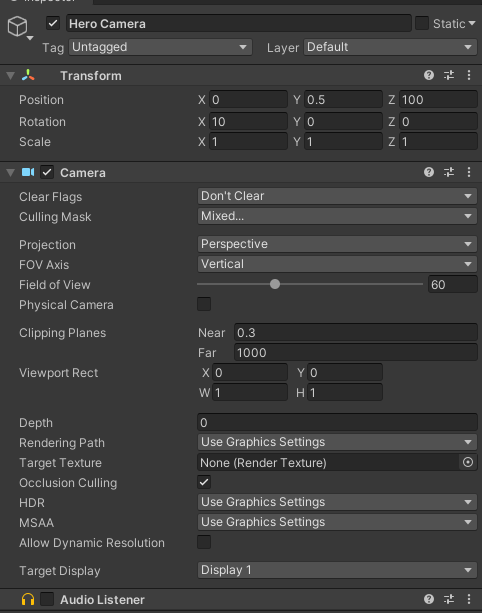 Inspector
Hero Camera Static
Tag Untagged Layer Default
Transform
Position X 0 Y 0.5 Z 100
Rotation X 10 Y 0 Z 0
Scale X 1 Y 1 Z 1
Camera
Clear Flags Don't Clear
Culling Mask Mixed...
Projection Perspective
FOV Axis Vertical
Field of View 60
Physical Camera
Clipping Planes Near 0.3
Far 1000
Viewport Rect X 0 Y 0
W 1 H 1
Depth 0
Rendering Path Use Graphics Settings
Target Texture None (Render Texture)
Occlusion Culling
HDR Use Graphics Settings
MSAA Use Graphics Settings
Allow Dynamic Resolution
Target Display Display 1
Audio Listener